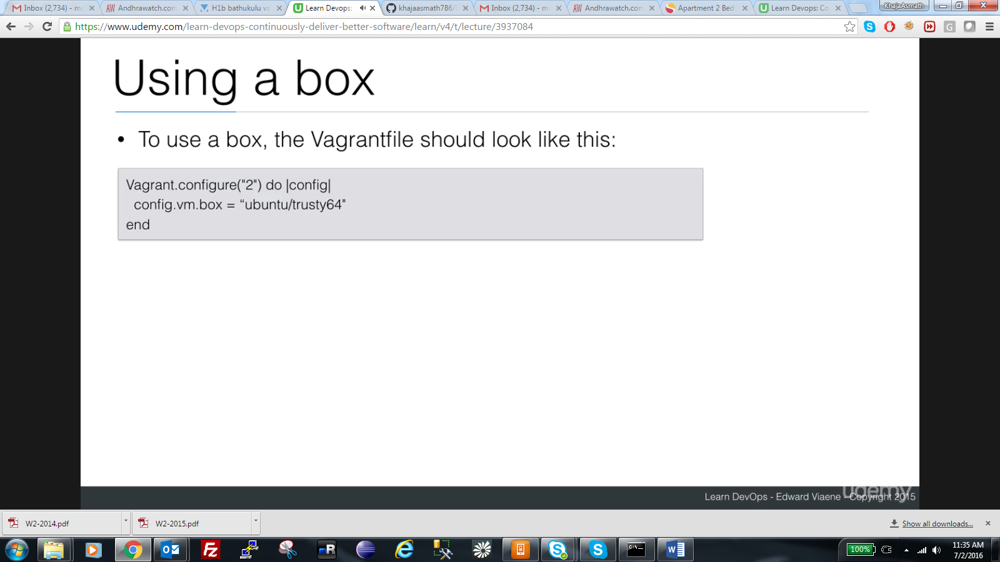 Inbox (2,734) - mo
Andhrawatch.com
H1b bathukulu vs
Learn Devops:
khajaasmath786/
Inbox (2,734) - mo
Andhrawatch.com
Apartment 2 Bed
Learn Devops: Co
KhajaAsmath
https://www.udemy.com/learn-devops-continuously-deliver-better-software/learn/v4/t/lecture/3937084
Using a box
• To use a box, the Vagrantfile should look like this:
Vagrant.configure("2") do |config|
config.vm.box = “ubuntu/trusty64"
end
udemy
Learn DevOps - Edward Viaene - Copyright 2015
W2-2014.pdf
W2-2015.pdf
Show all downloads...
100%
11:35 AM
7/2/2016